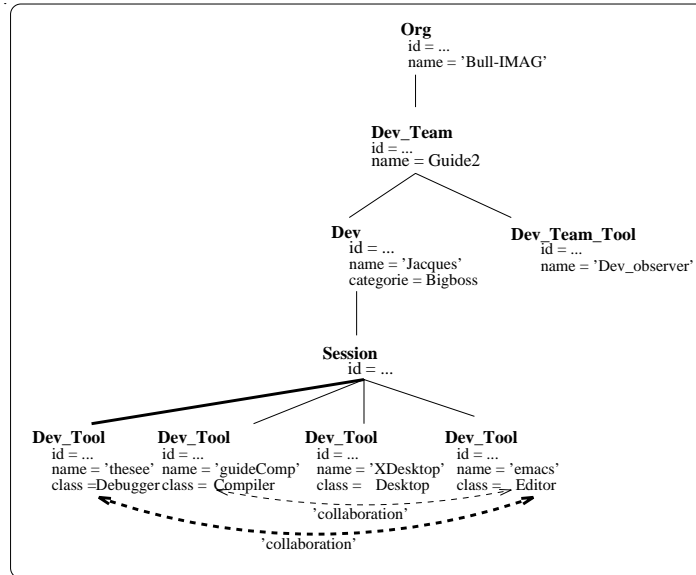 Org
id = ...
name = 'Bull-IMAG'
Dev_Team
id = ...
name = Guide2
Dev
id = ...
name = 'Jacques'
categorie = Bigboss
Dev_Team_Tool
id = ...
name = 'Dev_observer'
Session
id = ...
Dev_Tool
id = ...
name = 'thesee'
class =Debugger
Dev_Tool
id = ...
name = 'guideComp'
class = Compiler
Dev_Tool
id = ...
name = 'XDesktop'
class = Desktop
Dev_Tool
id = ...
name = 'emacs'
class = Editor
'collaboration'
'collaboration'